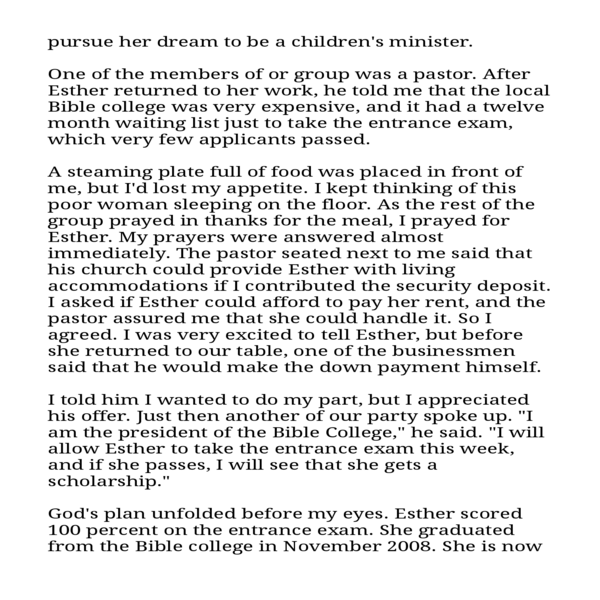 pursue her dream to be a children's minister.
One of the members of or group was a pastor. After
Esther returned to her work, he told me that the local
Bible college was very expensive, and it had a twelve
month waiting list just to take the entrance exam,
which very few applicants passed.
A steaming plate full of food was placed in front of
me, but I'd lost my appetite. I kept thinking of this
poor woman sleeping on the floor. As the rest of the
group prayed in thanks for the meal, I prayed for
Esther. My prayers were answered almost
immediately. The pastor seated next to me said that
his church could provide Esther with living
accommodations if I contributed the security deposit.
I asked if Esther could afford to pay her rent, and the
pastor assured me that she could handle it. So I
agreed. I was very excited to tell Esther, but before
she returned to our table, one of the businessmen
said that he would make the down payment himself.
I told him I wanted to do my part, but I appreciated
his offer. Just then another of our party spoke up. "I
am the president of the Bible College," he said. "I will
allow Esther to take the entrance exam this week,
and if she passes, I will see that she gets a
scholarship."
God's plan unfolded before my eyes. Esther scored
100 percent on the entrance exam. She graduated
from the Bible college in November 2008. She is now